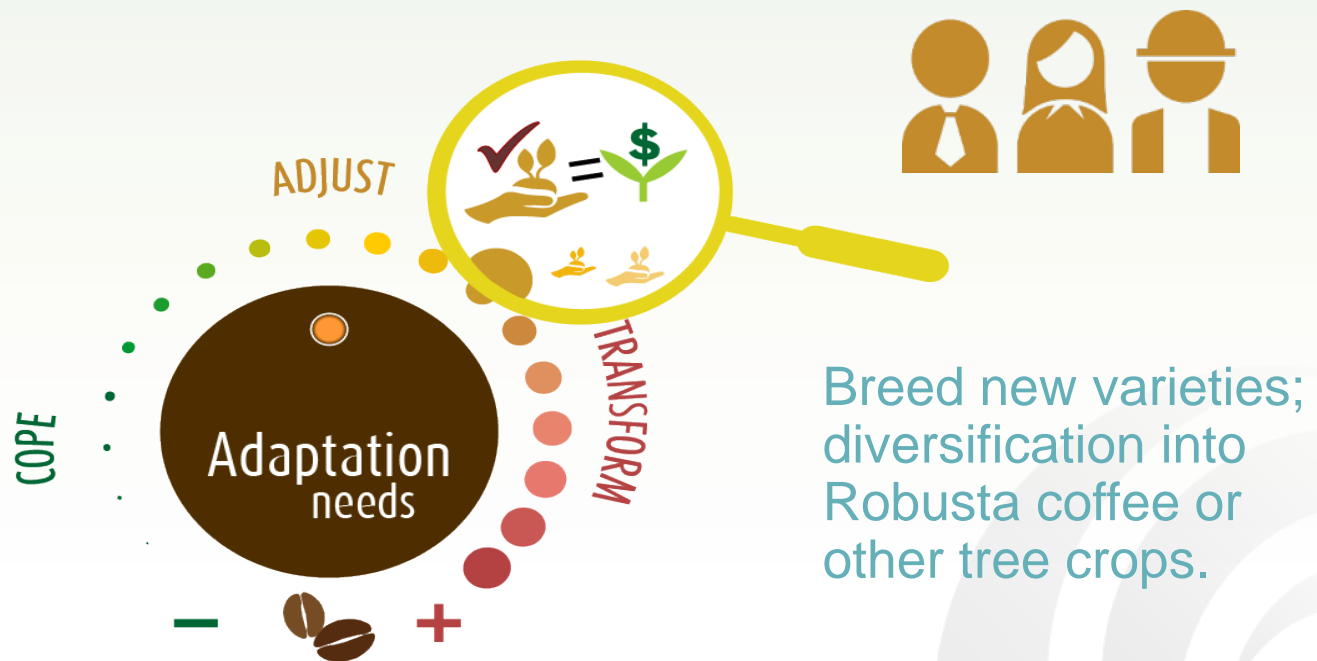 ADJUST
$
=
TRANSFORM
COPE
Adaptation
needs
− +
Breed new varieties;
diversification into
Robusta coffee or
other tree crops.